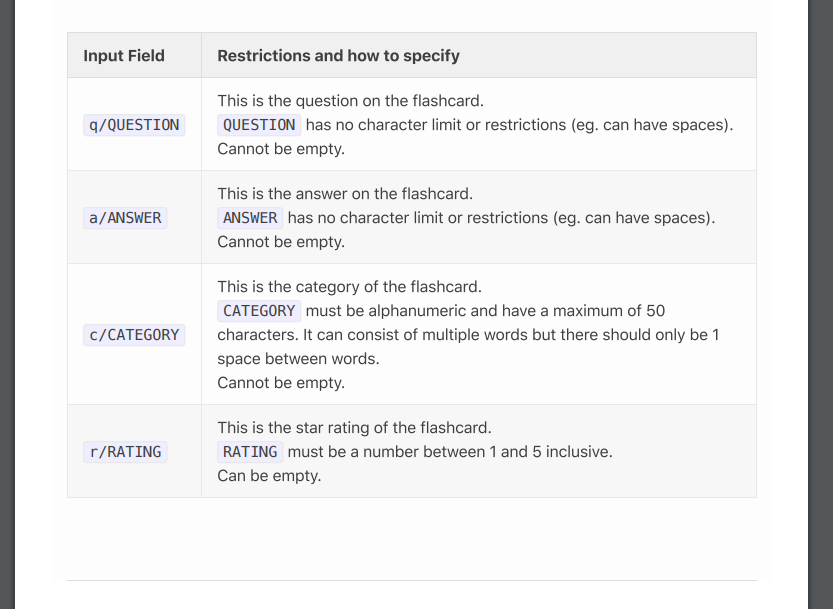 Input Field Restrictions and how to specify
This is the question on the flashcard.
q/QUESTION QUESTION has no character limit or restrictions (eg. can have spaces).
Cannot be empty.
This is the answer on the flashcard.
a/ANSWER ANSWER has no character limit or restrictions (eg. can have spaces).
Cannot be empty.
This is the category of the flashcard.
CATEGORY must be alphanumeric and have a maximum of 50
c/CATEGORY characters. It can consist of multiple words but there should only be 1
space between words.
Cannot be empty.
This is the star rating of the flashcard.
r/RATING RATING must be a number between 1 and 5 inclusive.
Can be empty.